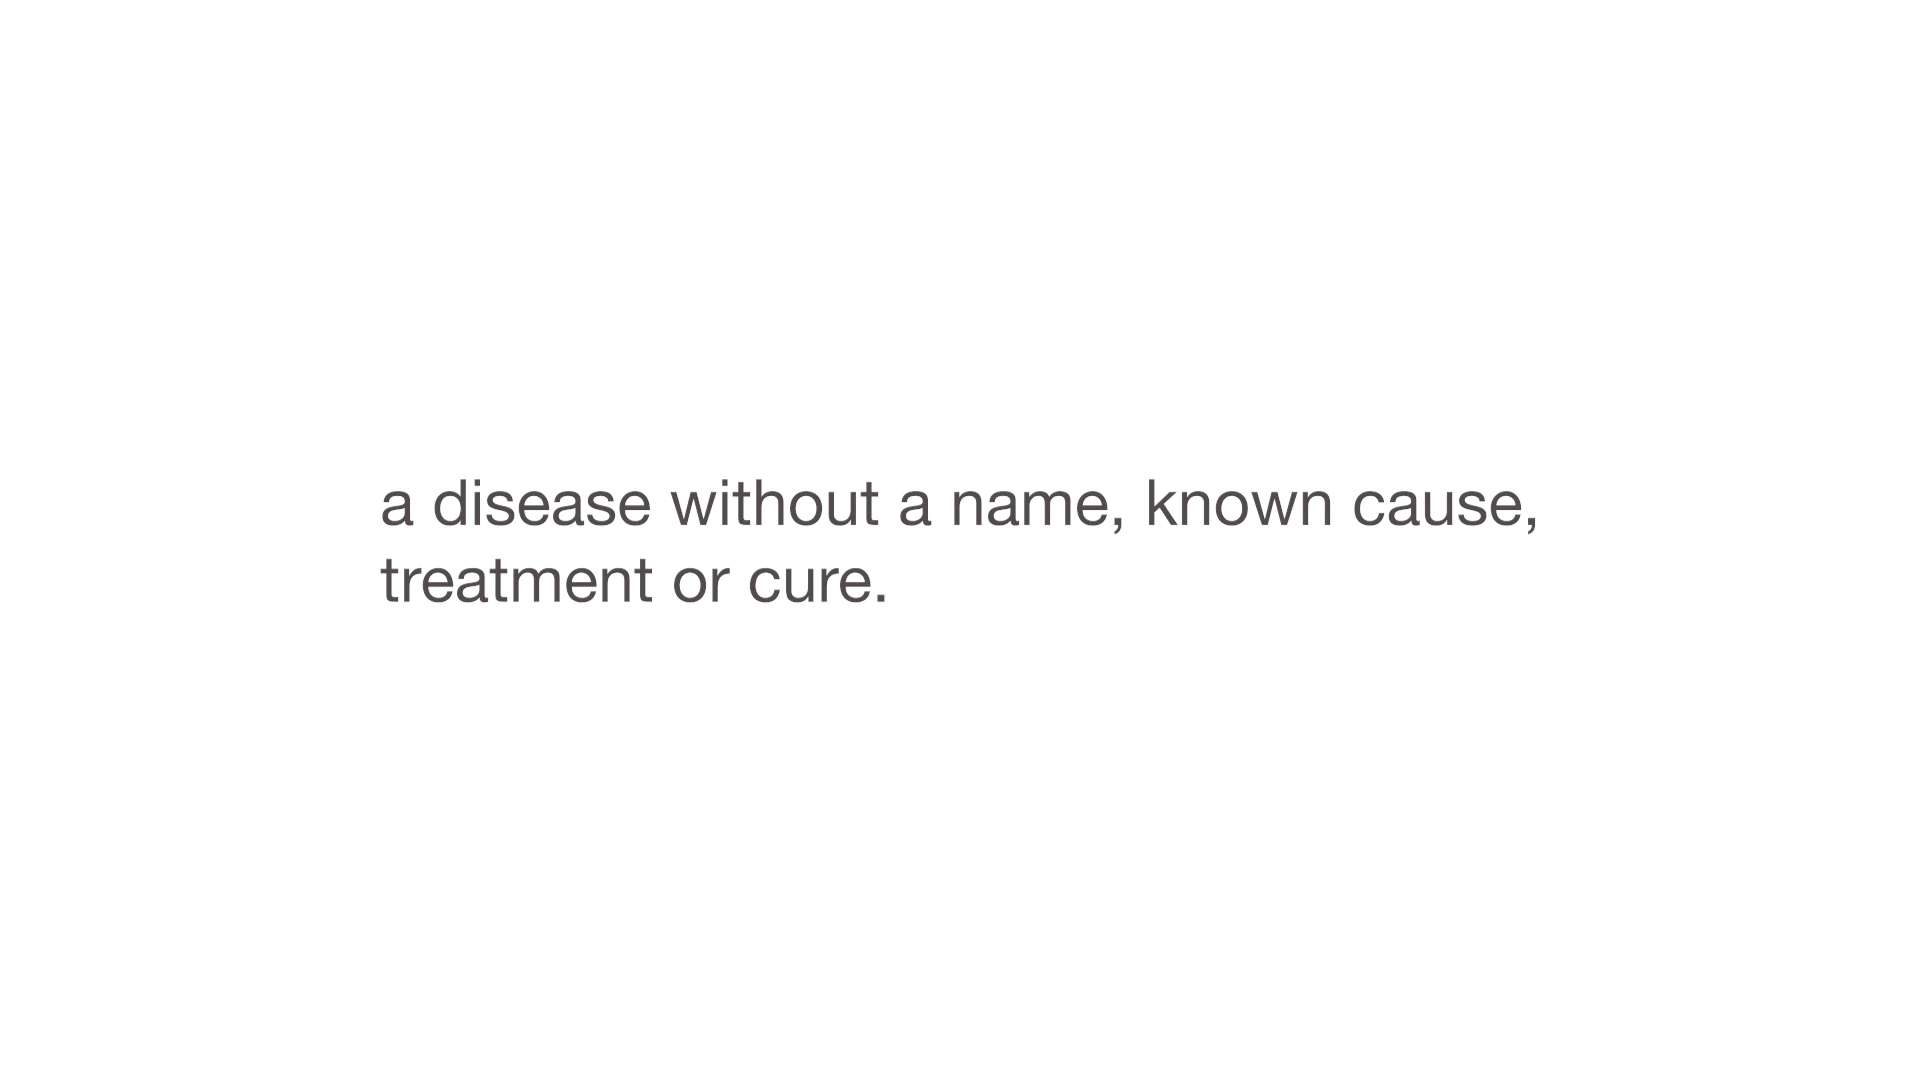 a disease without a name, known cause,
treatment or cure.